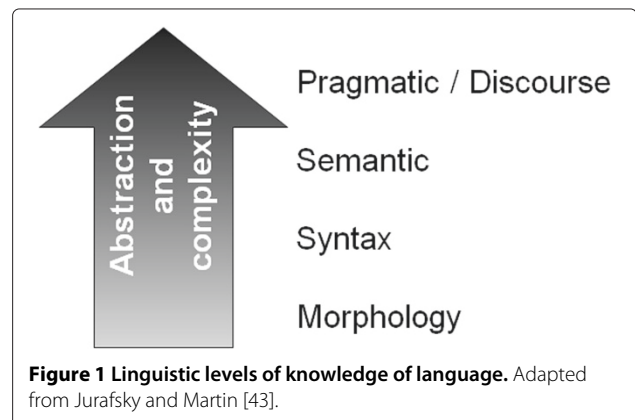 Abstraction
and
complexity
Pragmatic / Discourse
Semantic
Syntax
Morphology
Figure 1 Linguistic levels of knowledge of language. Adapted
from Jurafsky and Martin [43].